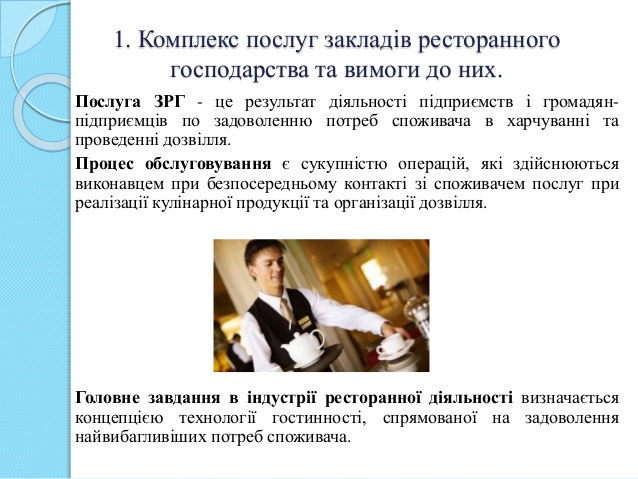 1. Комплекс послуг закладів ресторанного
господарства та вимоги до них.
Послуга ЗРГ - це результат діяльності підприємств і громадян-
підприємців по задоволенню потреб споживача в харчуванні та
проведенні дозвілля.
Процес обслуговування є сукупністю операцій, які здійснюються
виконавцем при безпосередньому контакті зі споживачем послуг при
реалізації кулінарної продукції та організації дозвілля.
Головне завдання в індустрії ресторанної діяльності визначається
концепцією технології гостинності, спрямованої на задоволення
найвибагливіших потреб споживача.